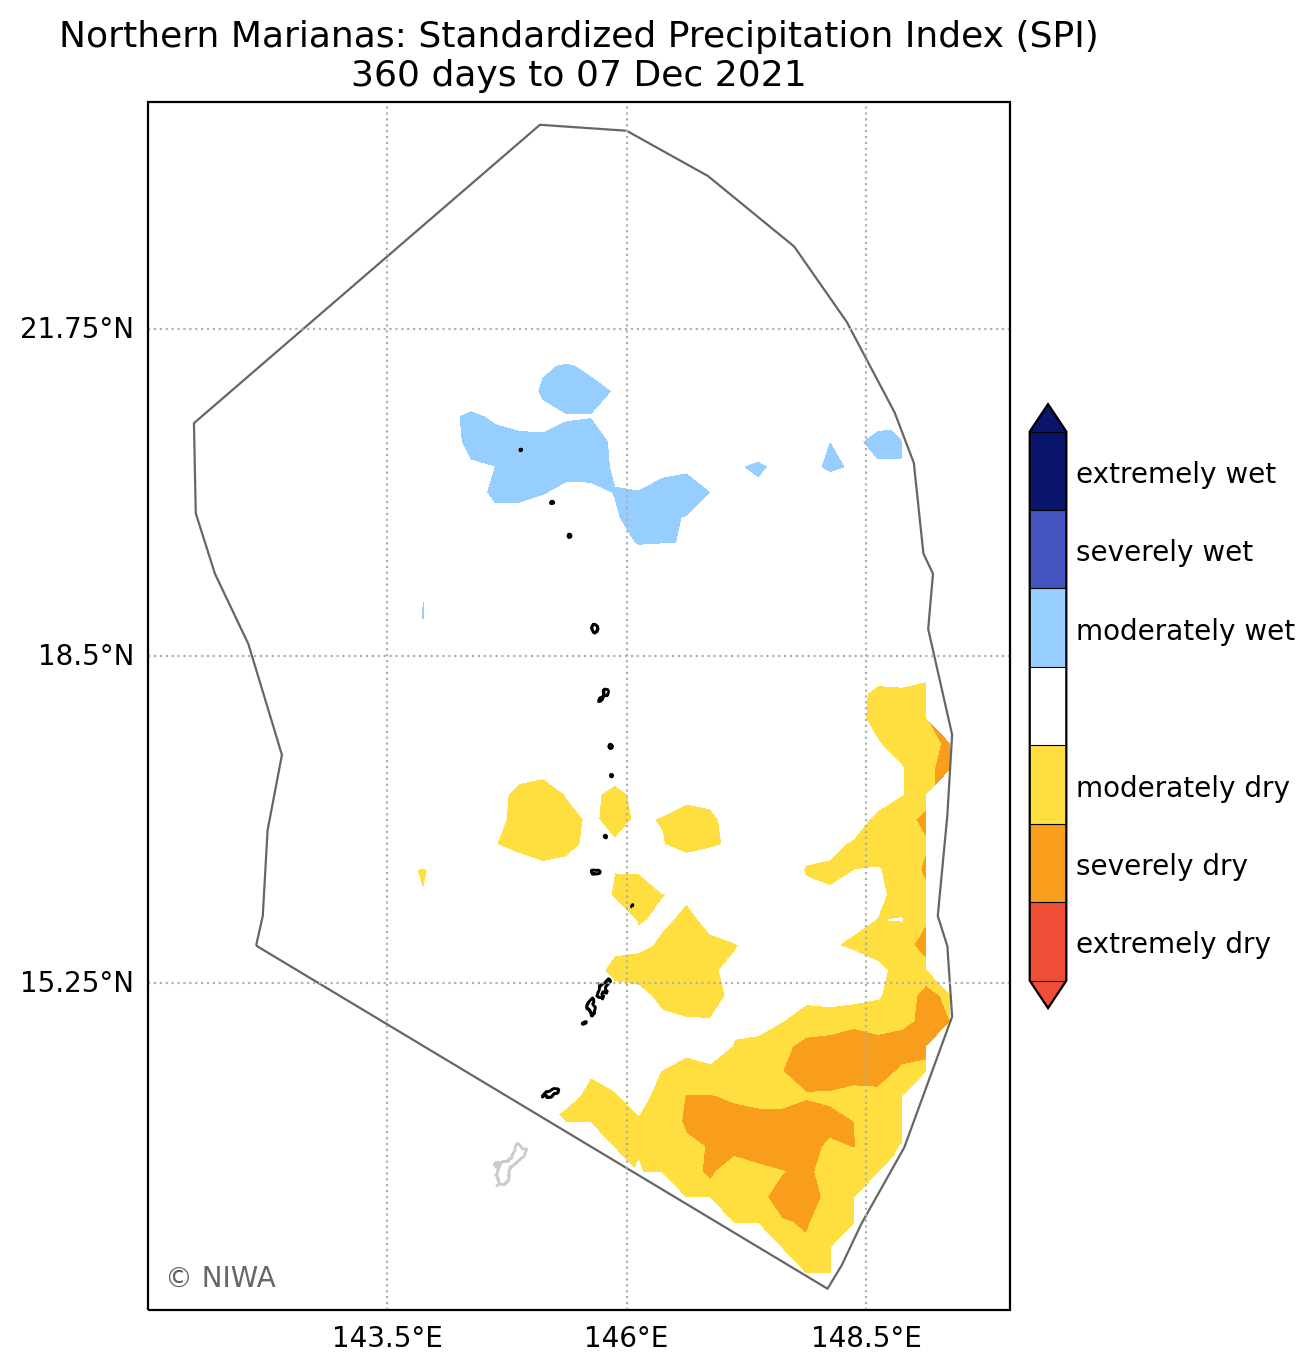 Northern Marianas: Standardized Precipitation Index (SPI)
360 days to 07 Dec 2021
21.75°N
18.5°N
15.25°N
143.5°E
146°E
148.5°E
extremely wet
severely wet
moderately wet
moderately dry
severely dry
extremely dry
© NIWA